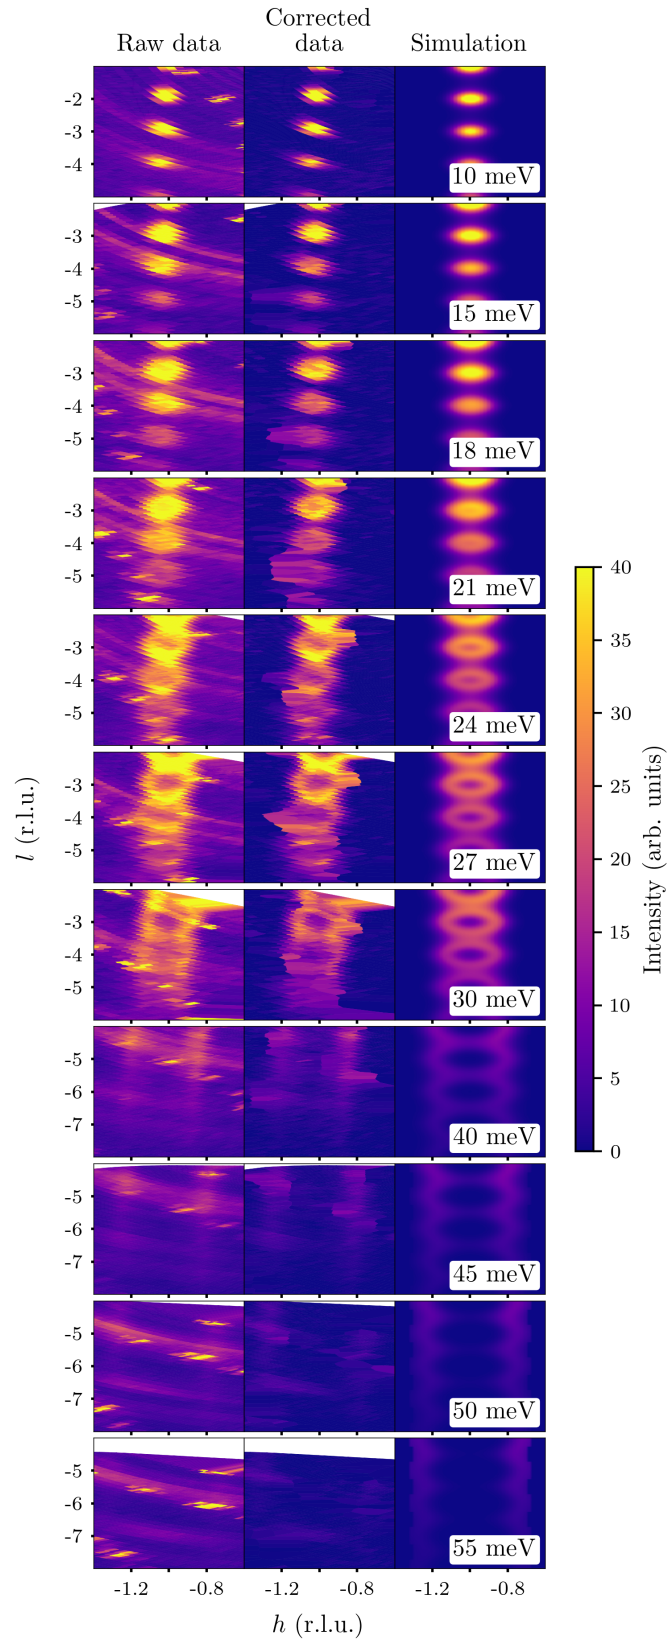 Raw data
Corrected
data
Simulation
-2
-3
-4
10 meV
-3
-4
-5
15 meV
-3
-4
-5
18 meV
-3
-4
-5
21 meV
-3
-4
-5
24 meV
-3
-4
-5
27 meV
-3
-4
-5
30 meV
-5
-6
-7
40 meV
-5
-6
-7
45 meV
-5
-6
-7
50 meV
-5
-6
-7
55 meV
-1.2 -0.8 -1.2 -0.8 -1.2 -0.8
h (r.l.u.)
l (r.l.u.)
40
35
30
25
20
15
10
5
0
Intensity (arb. units)